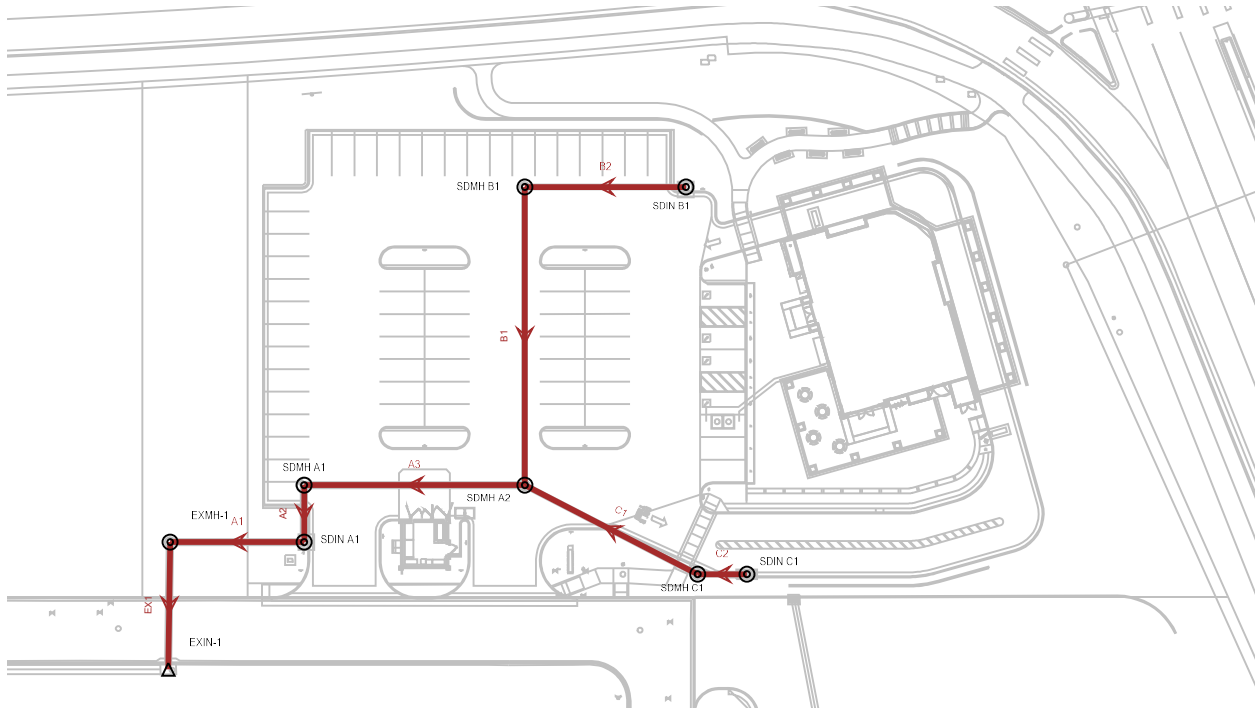 B2
SDMH B1
SDIN B1
B1
SDMH A1
A3
SDMH A2
A2
EXMH-1
A1
SDIN A1
C1
C2
SDIN C1
SDMH C1
EX1
EXIN-1